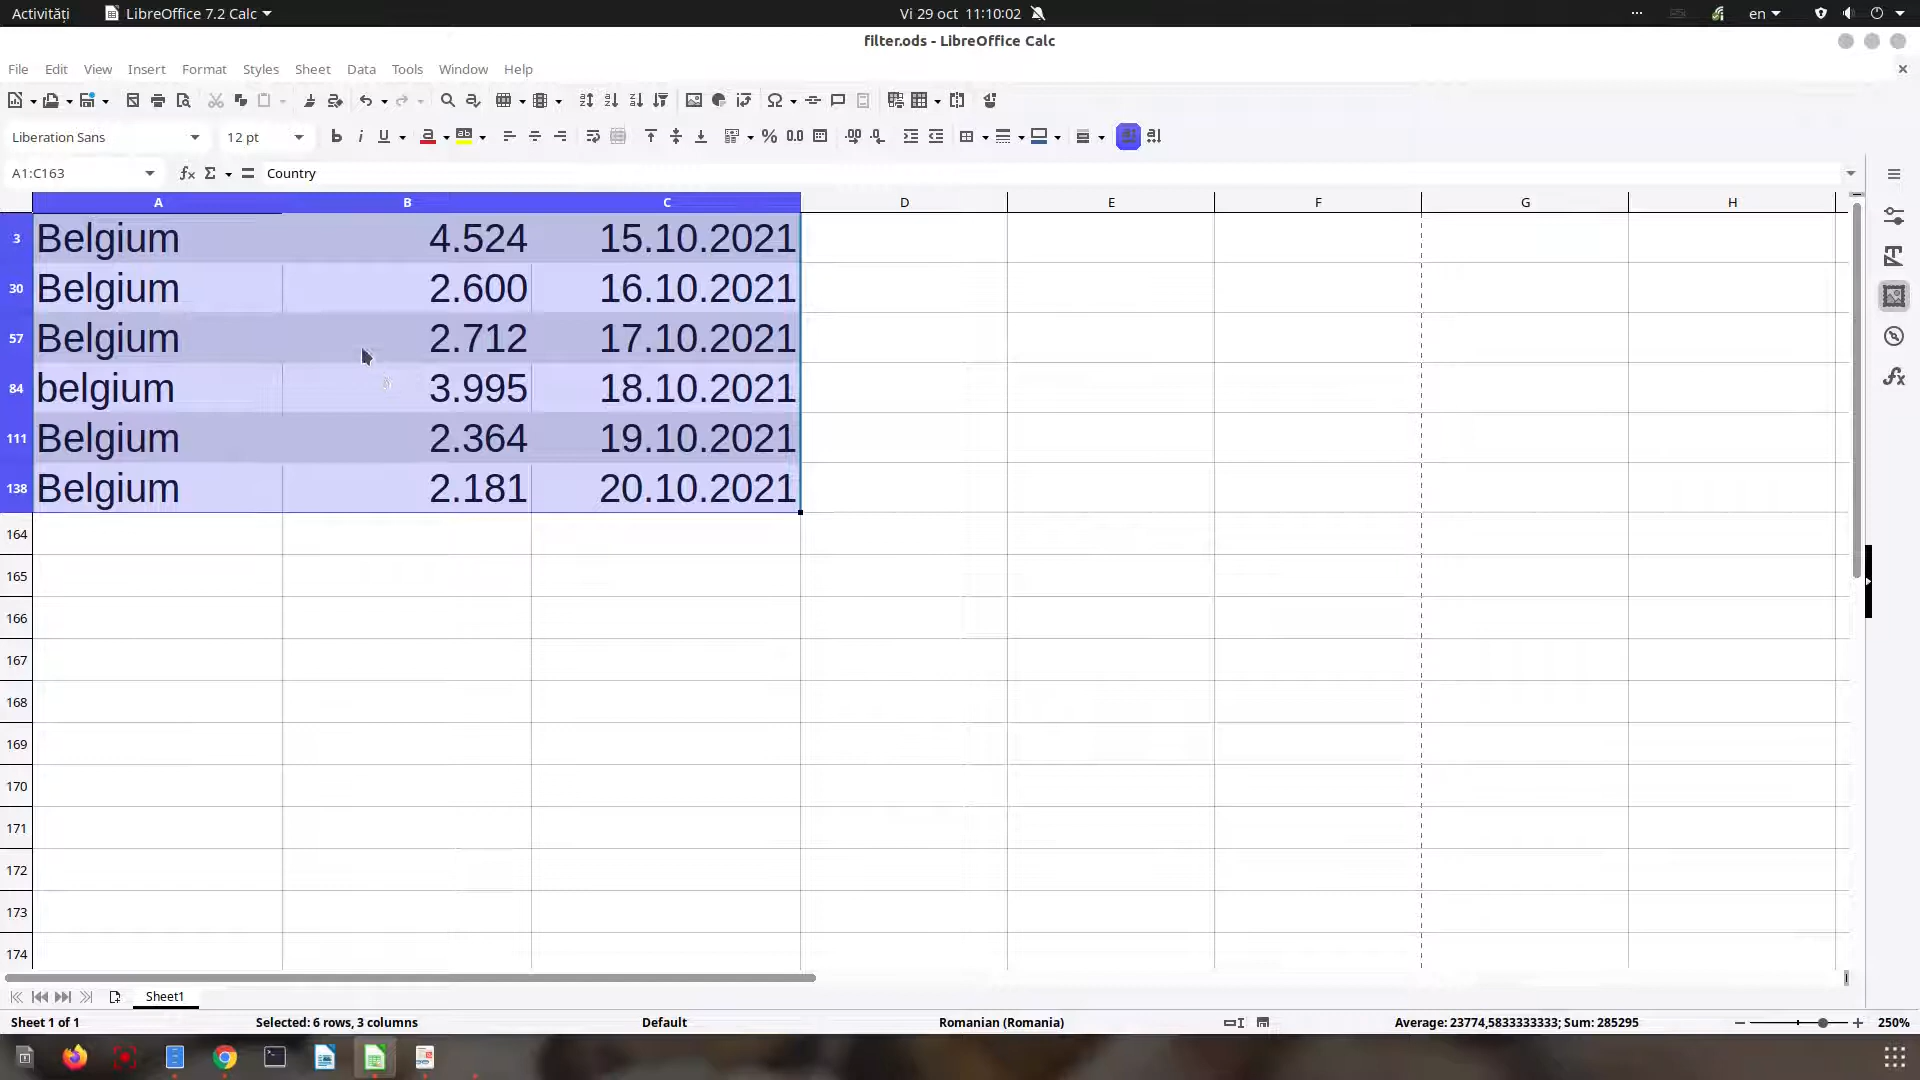 Activități LibreOffice 7.2 Calc Vi 29 oct 11:10:02 en
filter.ods - LibreOffice Calc
File Edit View Insert Format Styles Sheet Data Tools Window Help
Liberation Sans 12 pt
A1:C163 Country
A B C D E F G H
3 Belgium 4.524 15.10.2021
30 Belgium 2.600 16.10.2021
57 Belgium 2.712 17.10.2021
84 belgium 3.995 18.10.2021
111 Belgium 2.364 19.10.2021
138 Belgium 2.181 20.10.2021
164
165
166
167
168
169
170
171
172
173
174
Sheet1
Sheet 1 of 1 Selected: 6 rows, 3 columns Default Romanian (Romania) Average: 23774,5833333333; Sum: 285295 250%